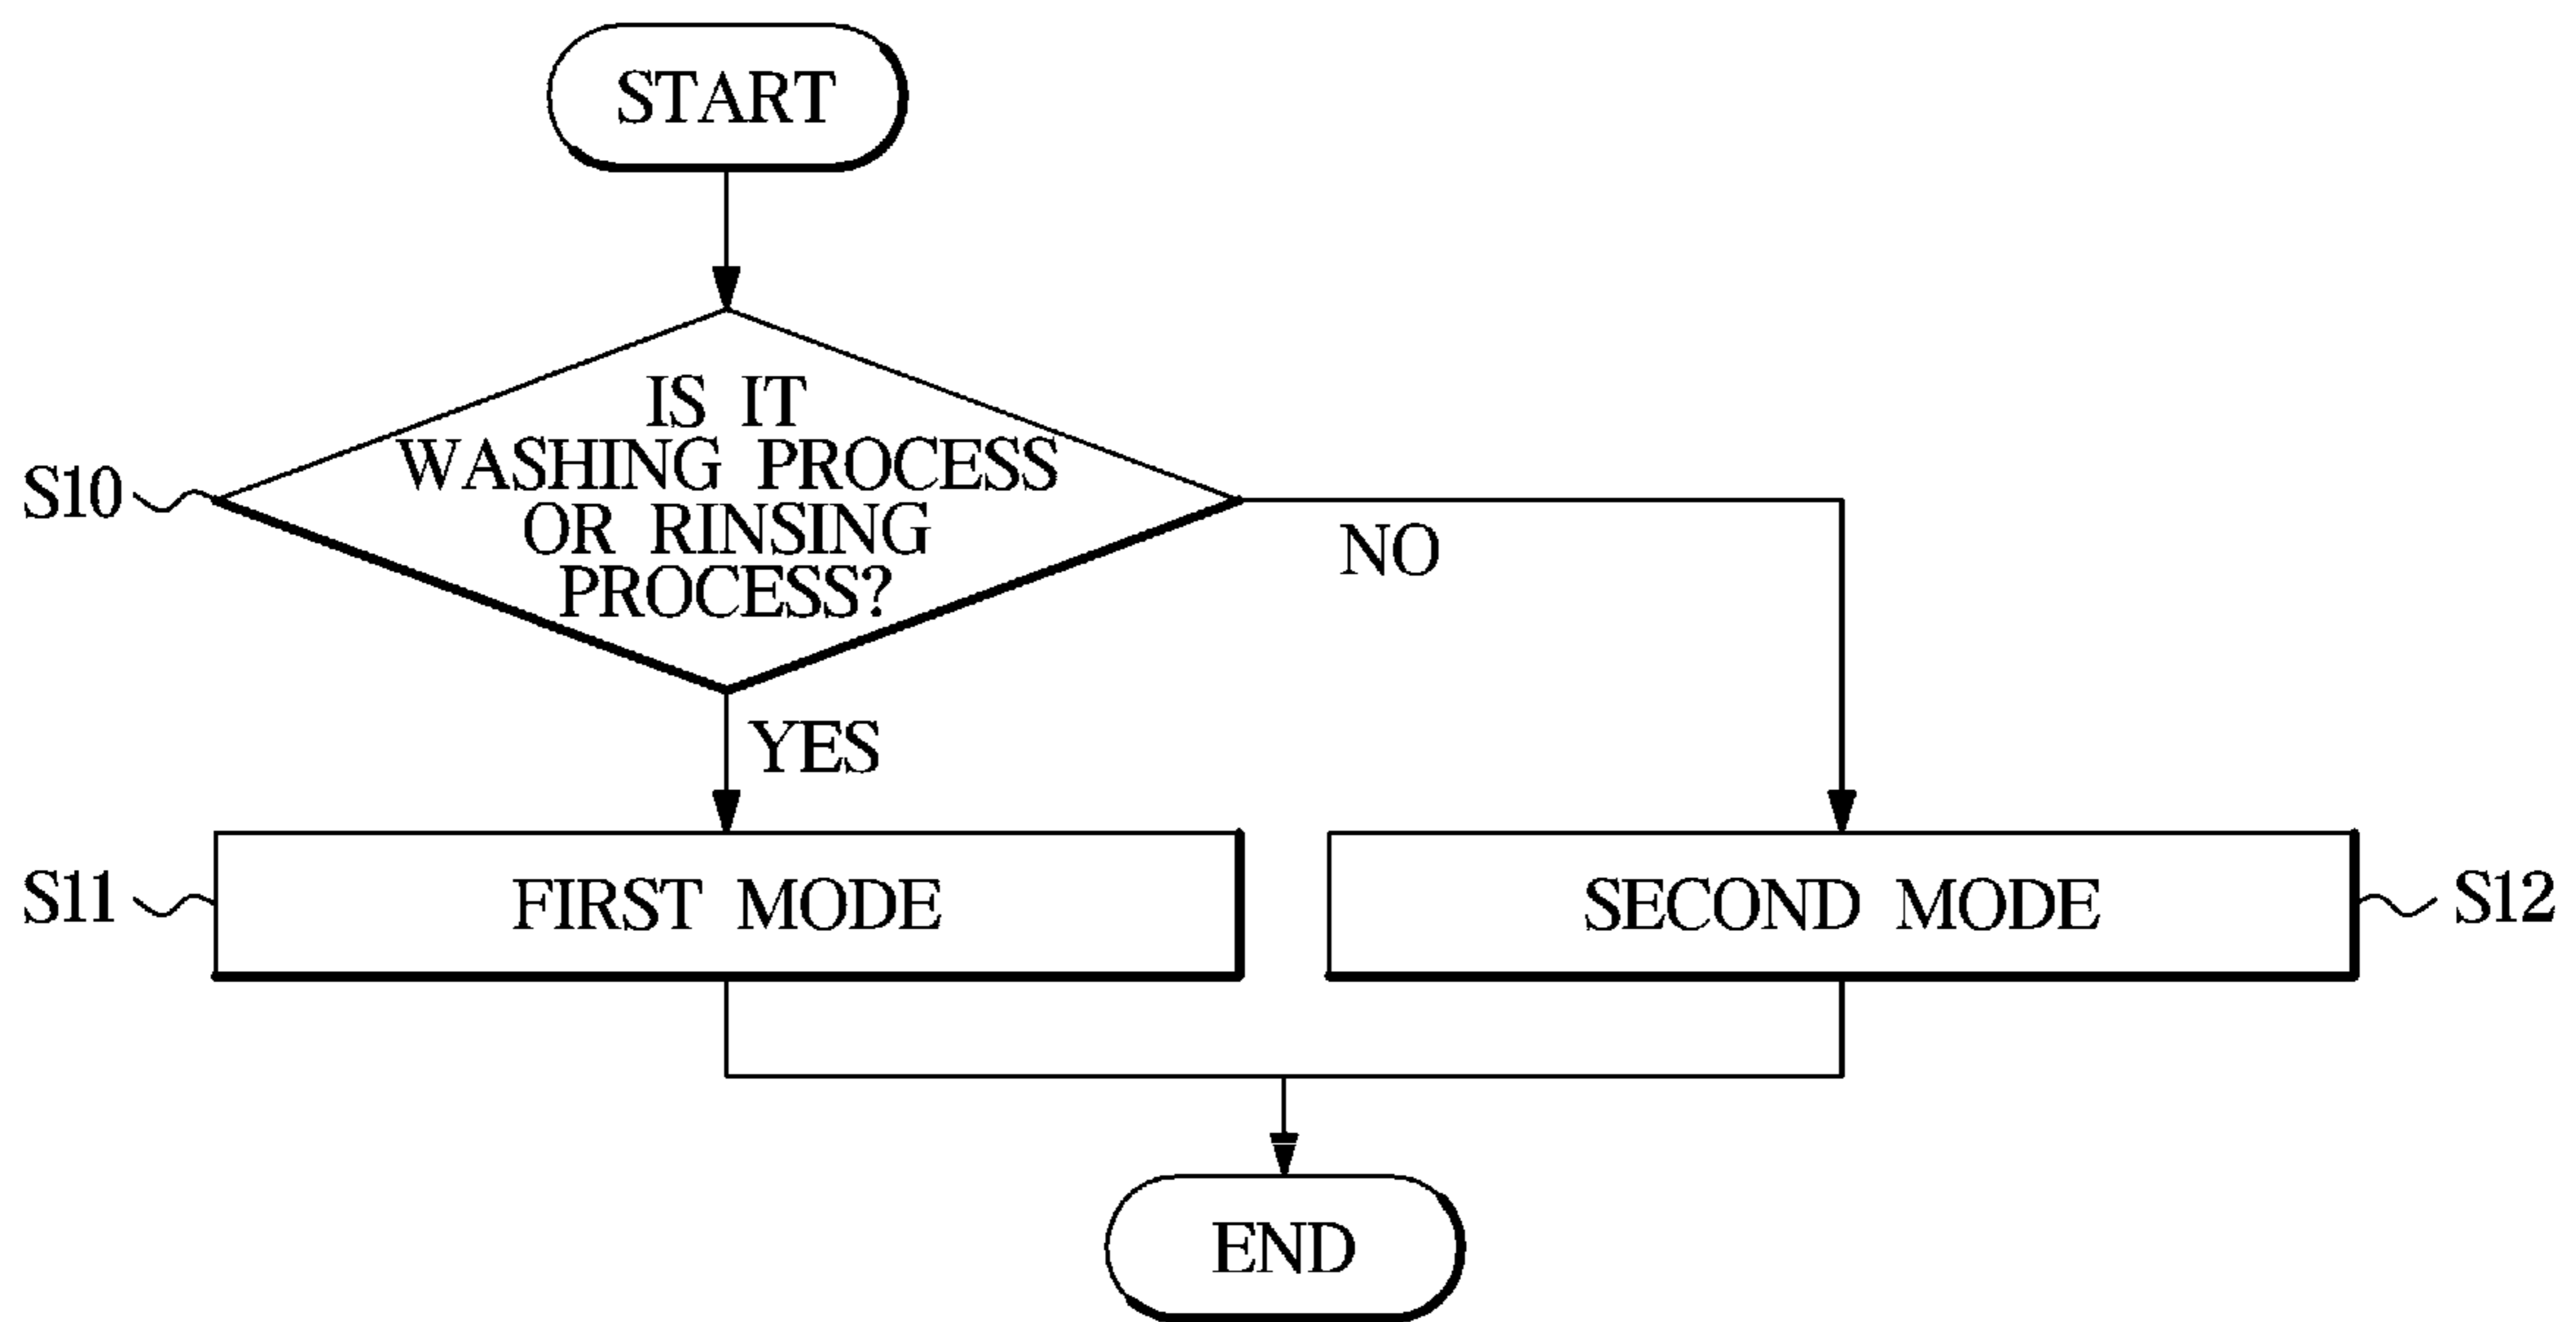 START
IS IT
WASHING PROCESS
OR RINSING
PROCESS?
S10
NO
YES
S11
FIRST MODE
SECOND MODE
S12
END